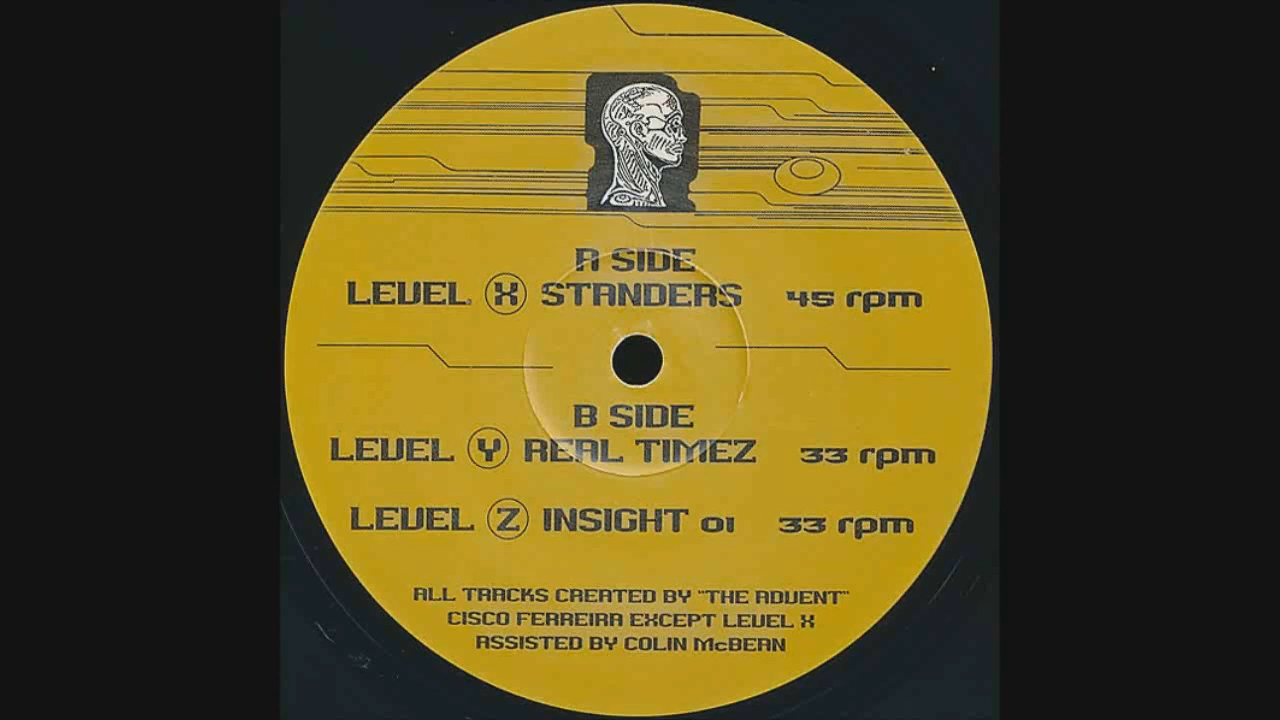 A SIDE
LEVEL X STANDERS 45 rpm
B SIDE
LEVEL Y REAL TIMEZ 33 rpm
LEVEL Z INSIGHT 01 33 rpm
ALL TRACKS CREATED BY "THE ADVENT"
CISCO FERREIRA EXCEPT LEVEL X
ASSISTED BY COLIN McBEAN